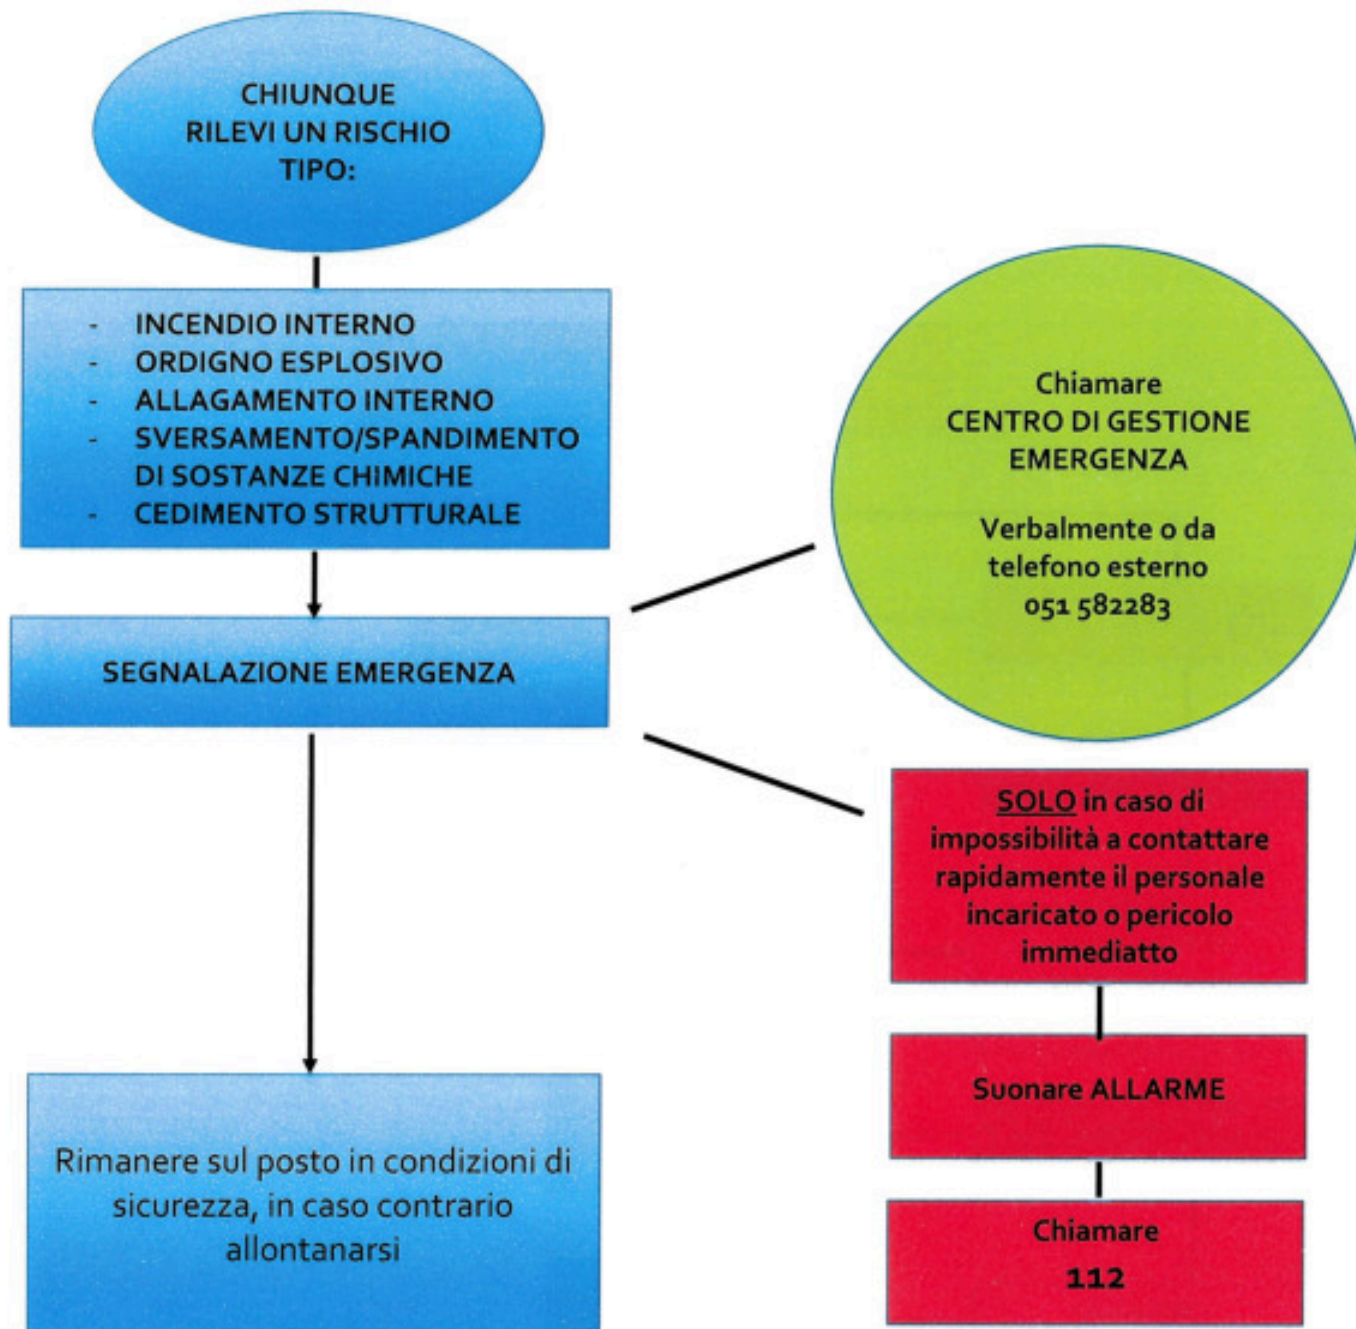 CHIUNQUE
RILEVI UN RISCHIO
TIPO:
- INCENDIO INTERNO
- ORDIGNO ESPLOSIVO
- ALLAGAMENTO INTERNO
- SVERSAMENTO/SPANDIMENTO
DI SOSTANZE CHIMICHE
- CEDIMENTO STRUTTURALE
SEGNALAZIONE EMERGENZA
Chiamare
CENTRO DI GESTIONE
EMERGENZA
Verbalmente o da
telefono esterno
051 582283
SOLO in caso di
impossibilità a contattare
rapidamente il personale
incaricato o pericolo
immediatto
Suonare ALLARME
Chiamare
112
Rimanere sul posto in condizioni di
sicurezza, in caso contrario
allontanarsi